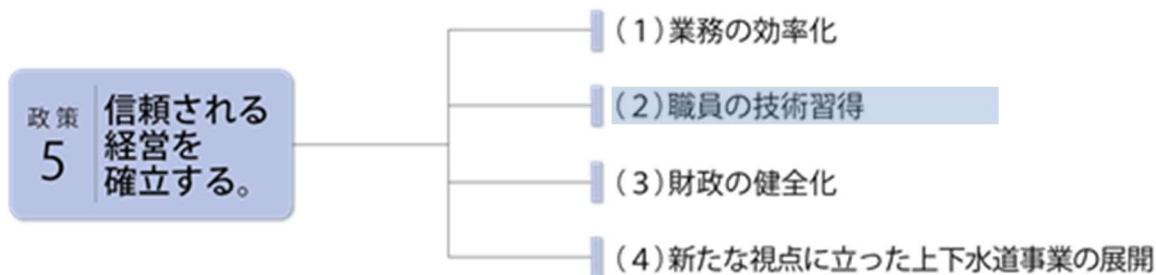 政策
5
信頼される
経営を
確立する。
(1)業務の効率化
(2)職員の技術習得
(3)財政の健全化
(4)新たな視点に立った上下水道事業の展開